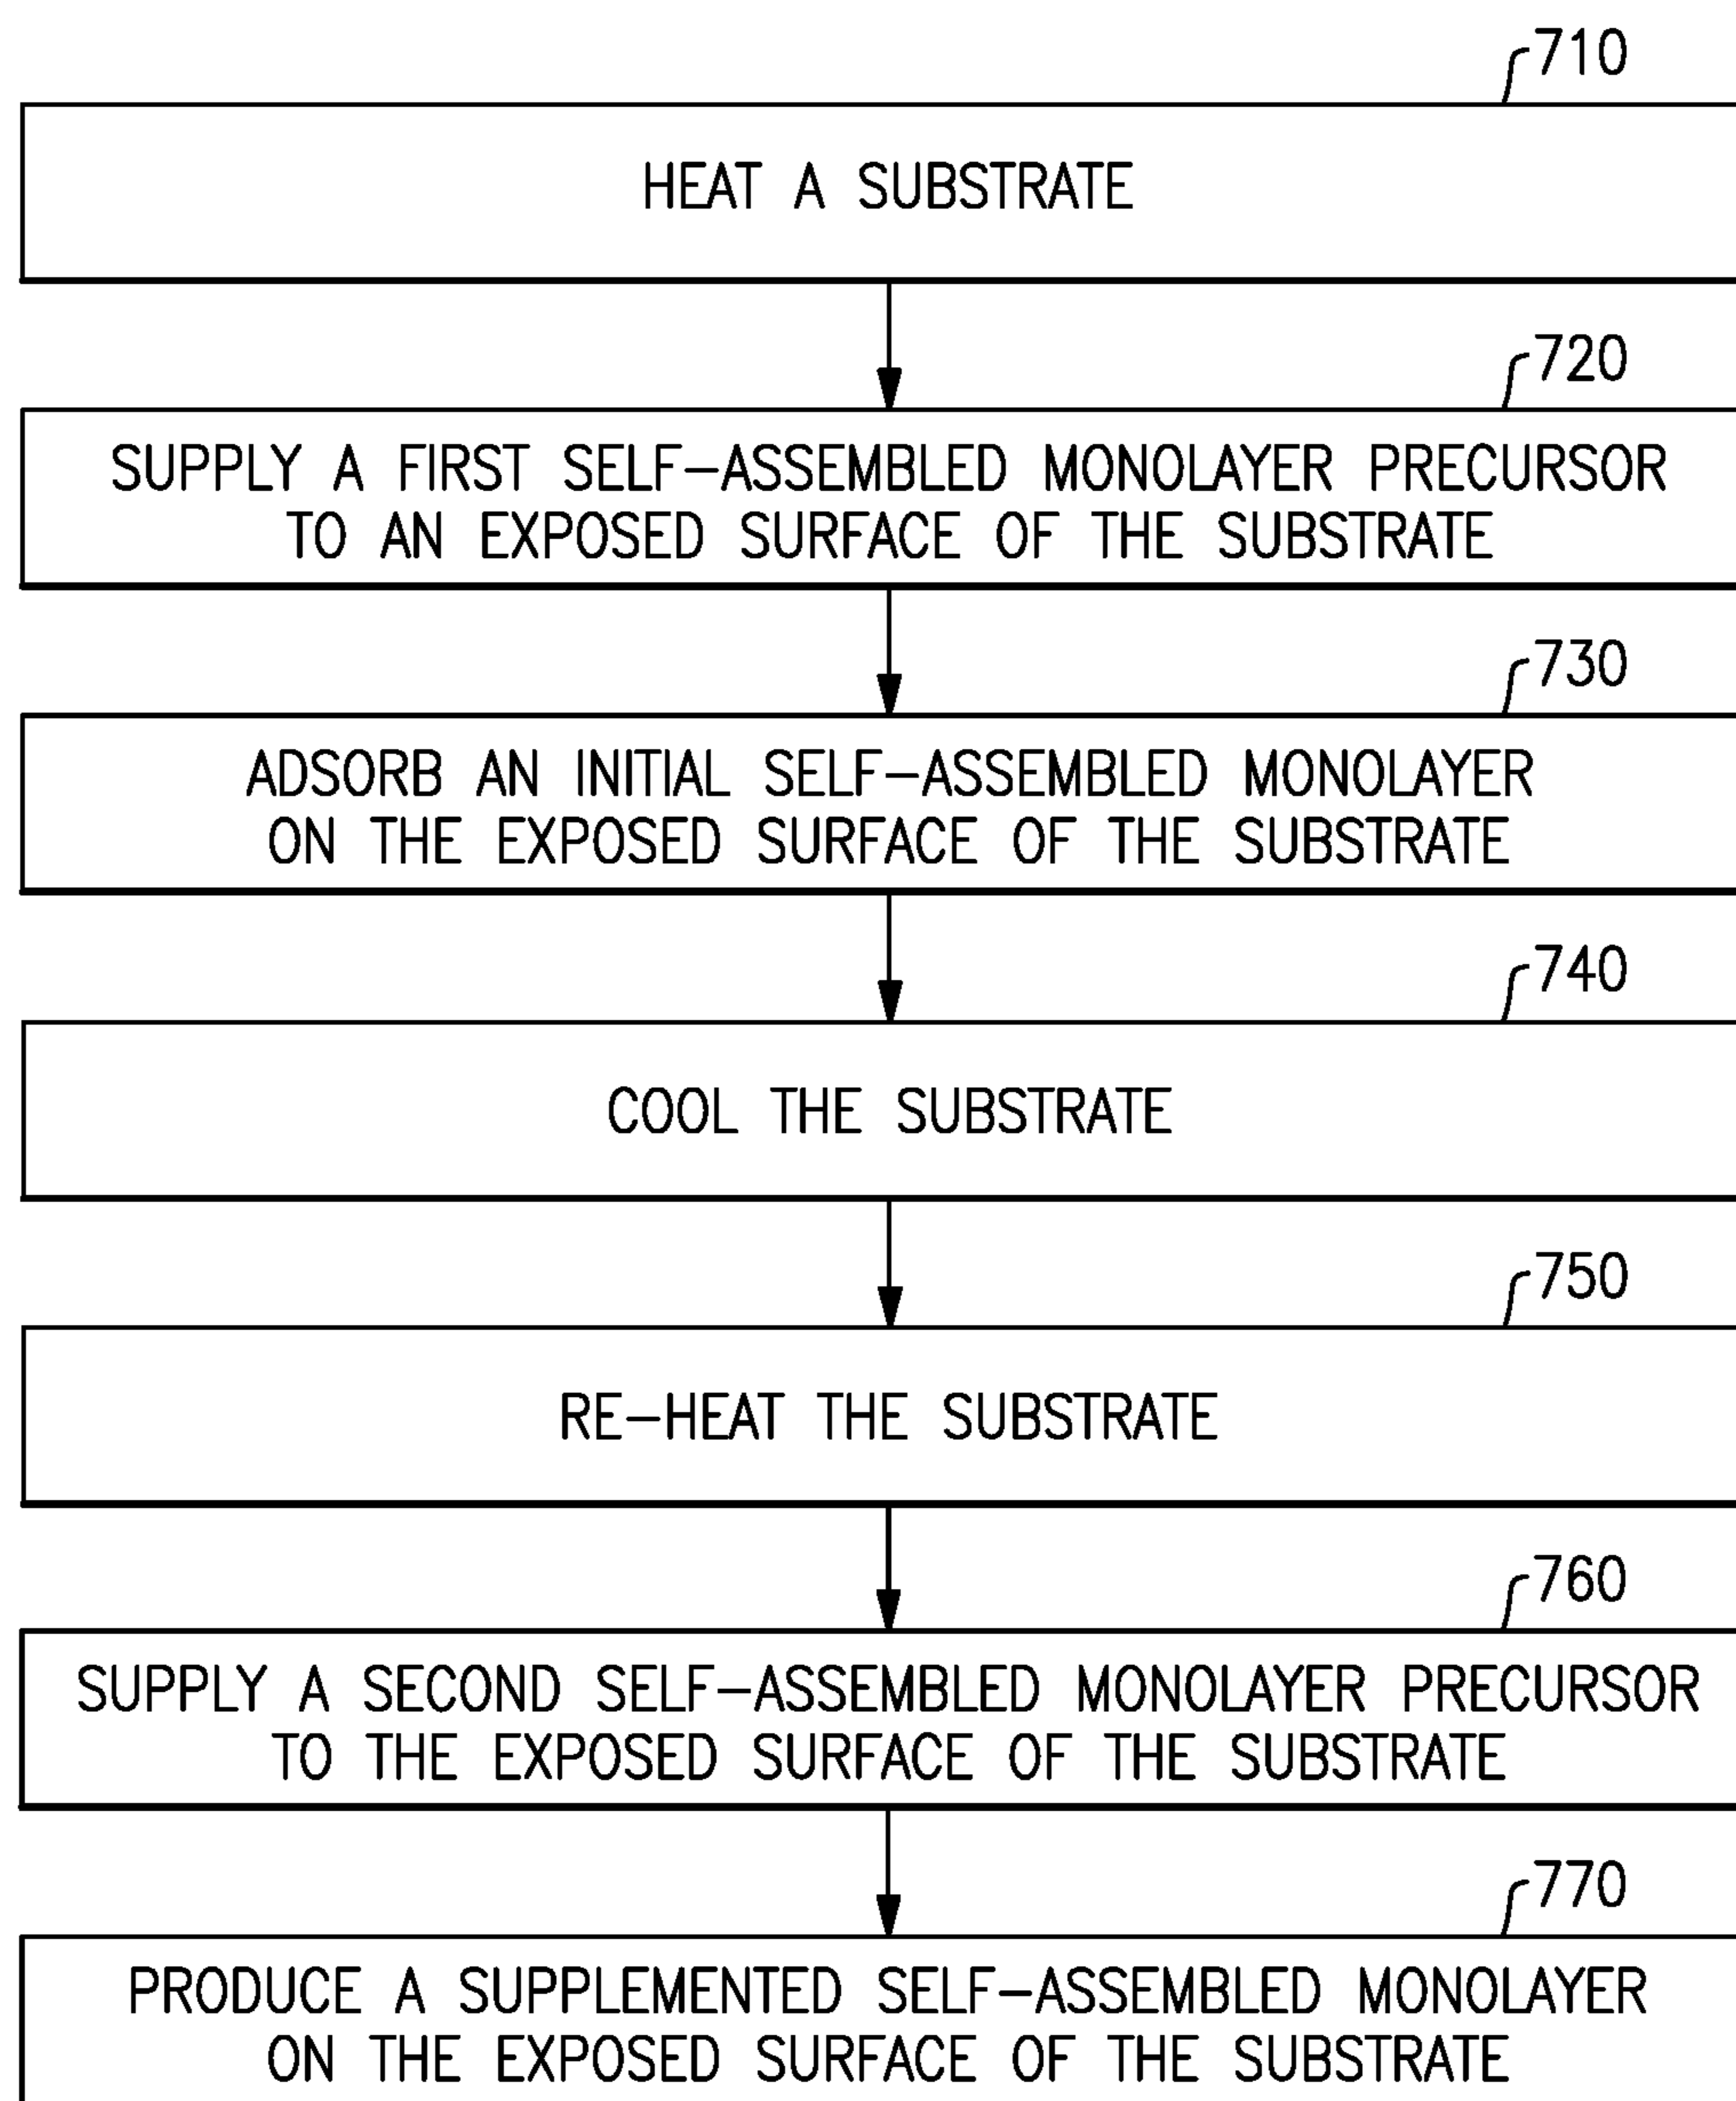 710
HEAT A SUBSTRATE
720
SUPPLY A FIRST SELF-ASSEMBLED MONOLAYER PRECURSOR
TO AN EXPOSED SURFACE OF THE SUBSTRATE
730
ADSORB AN INITIAL SELF-ASSEMBLED MONOLAYER
ON THE EXPOSED SURFACE OF THE SUBSTRATE
740
COOL THE SUBSTRATE
750
RE-HEAT THE SUBSTRATE
760
SUPPLY A SECOND SELF-ASSEMBLED MONOLAYER PRECURSOR
TO THE EXPOSED SURFACE OF THE SUBSTRATE
770
PRODUCE A SUPPLEMENTED SELF-ASSEMBLED MONOLAYER
ON THE EXPOSED SURFACE OF THE SUBSTRATE